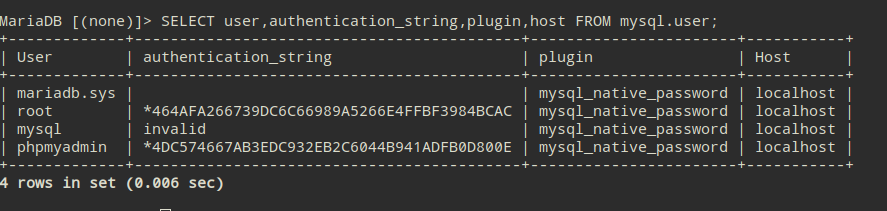 MariaDB [(none)]> SELECT user,authentication_string,plugin,host FROM mysql.user;
+-------------+-------------------------------------------+-----------------------+-----------+
| User        | authentication_string                     | plugin                | Host      |
+-------------+-------------------------------------------+-----------------------+-----------+
| mariadb.sys |                                           | mysql_native_password | localhost |
| root        | *464AFA266739DC6C66989A5266E4FFBF3984BCAC | mysql_native_password | localhost |
| mysql       | invalid                                   | mysql_native_password | localhost |
| phpmyadmin  | *4DC574667AB3EDC932EB2C6044B941ADFB0D800E | mysql_native_password | localhost |
+-------------+-------------------------------------------+-----------------------+-----------+
4 rows in set (0.006 sec)